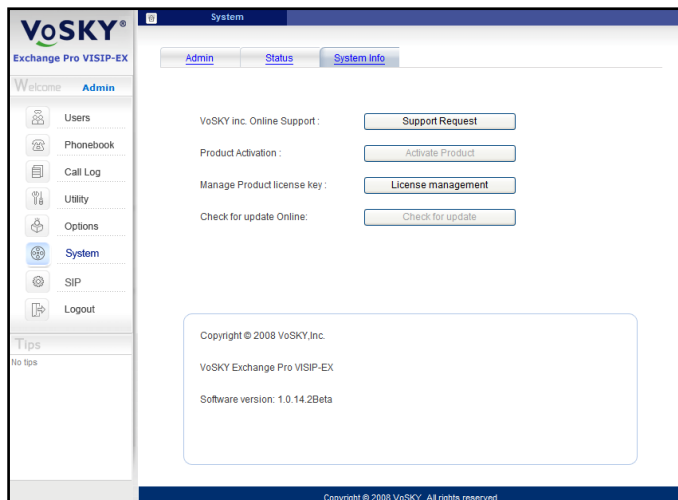 VoSKY®
Exchange Pro VISIP-EX
Welcome Admin
Users
Phonebook
Call Log
Utility
Options
System
SIP
Logout
Tips
No tips
System
Admin Status System Info
VoSKY inc. Online Support : Support Request
Product Activation : Activate Product
Manage Product license key : License management
Check for update Online: Check for update
Copyright © 2008 VoSKY,Inc.
VoSKY Exchange Pro VISIP-EX
Software version: 1.0.14.2Beta
Copyright © 2008 VoSKY. All rights reserved